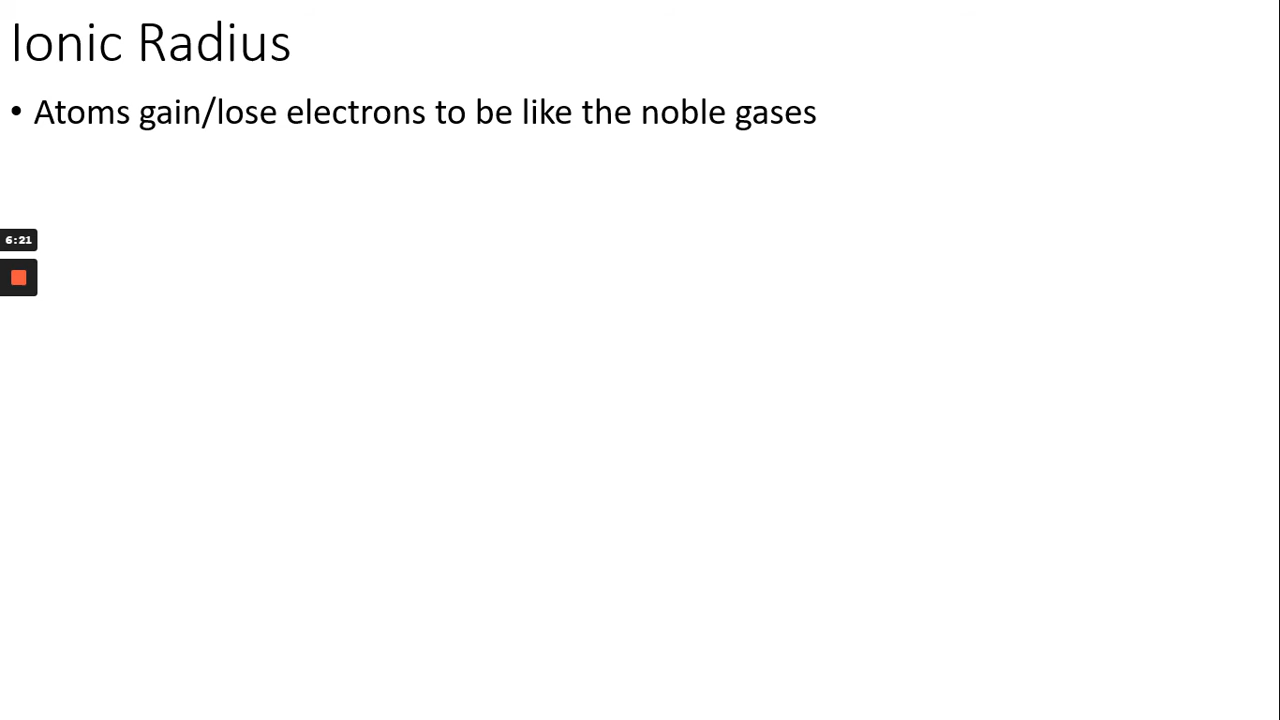 Ionic Radius
• Atoms gain/lose electrons to be like the noble gases
6:21